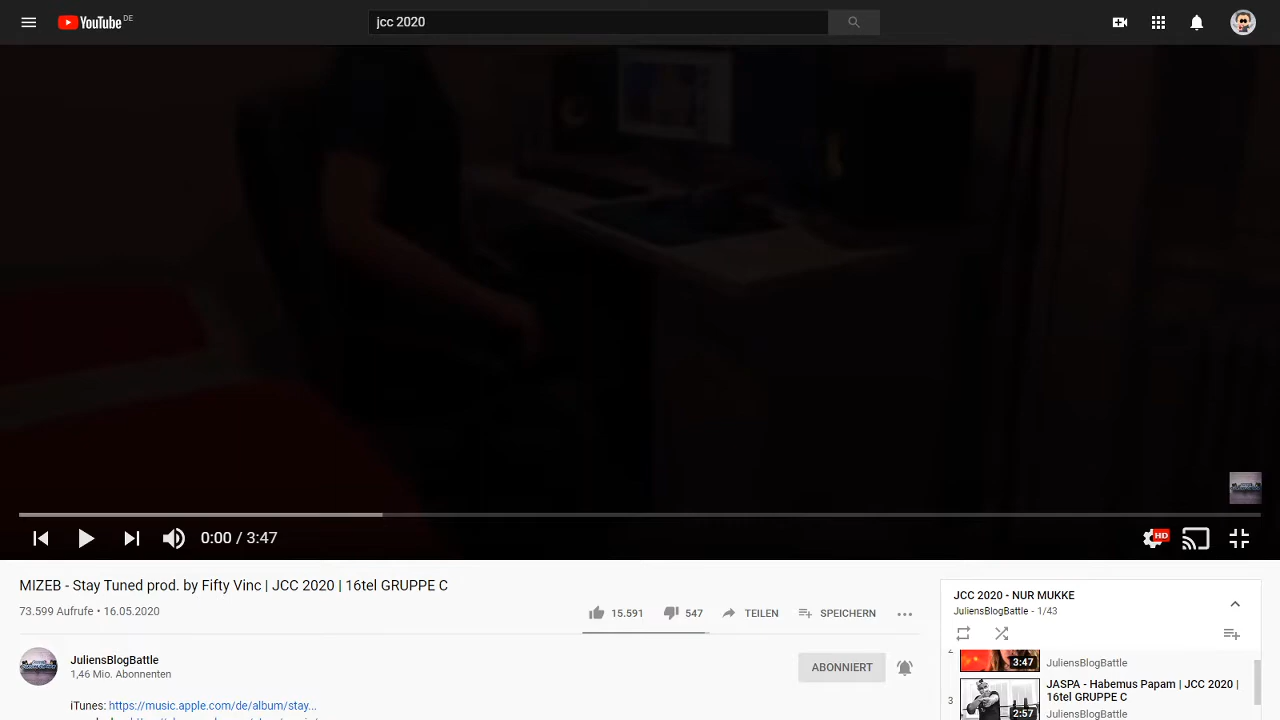 YouTube DE
jcc 2020
0:00 / 3:47
HD
MIZEB - Stay Tuned prod. by Fifty Vinc | JCC 2020 | 16tel GRUPPE C
73.599 Aufrufe • 16.05.2020
15.591
547
TEILEN
SPEICHERN
JuliensBlogBattle
1,46 Mio. Abonnenten
ABONNIERT
iTunes: https://music.apple.com/de/album/stay...
JCC 2020 - NUR MUKKE
JuliensBlogBattle - 1/43
2
3:47
JuliensBlogBattle
3
2:57
JASPA - Habemus Papam | JCC 2020 |
16tel GRUPPE C
JuliensBlogBattle